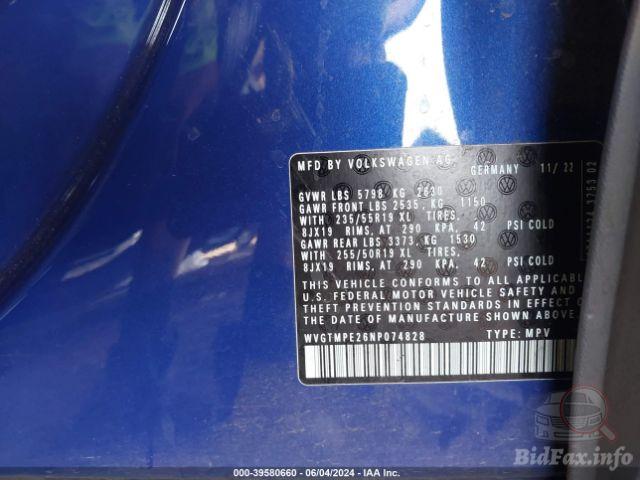 MFD BY VOLKSWAGEN AG,
GERMANY 11/ 22
GVWR LBS 5798 KG 2630
GAWR FRONT LBS 2535, KG 1150
WITH 235/55R19 XL TIRES,
8JX19 RIMS, AT 290 KPA, 42 PSI COLD
GAWR REAR LBS 3373, KG 1530
WITH 255/50R19 XL TIRES,
8JX19 RIMS, AT 290 KPA, 42 PSI COLD
THIS VEHICLE CONFORMS TO ALL APPLICABL
U.S. FEDERAL MOTOR VEHICLE SAFETY AND
THEFT PREVENTION STANDARDS IN EFFECT O
THE DATE OF MANUFACTURE SHOWN ABOVE.
WVGTMPE26NP074828 TYPE: MPV
000-39580660 - 06/04/2024 - IAA Inc.
BidFax.info